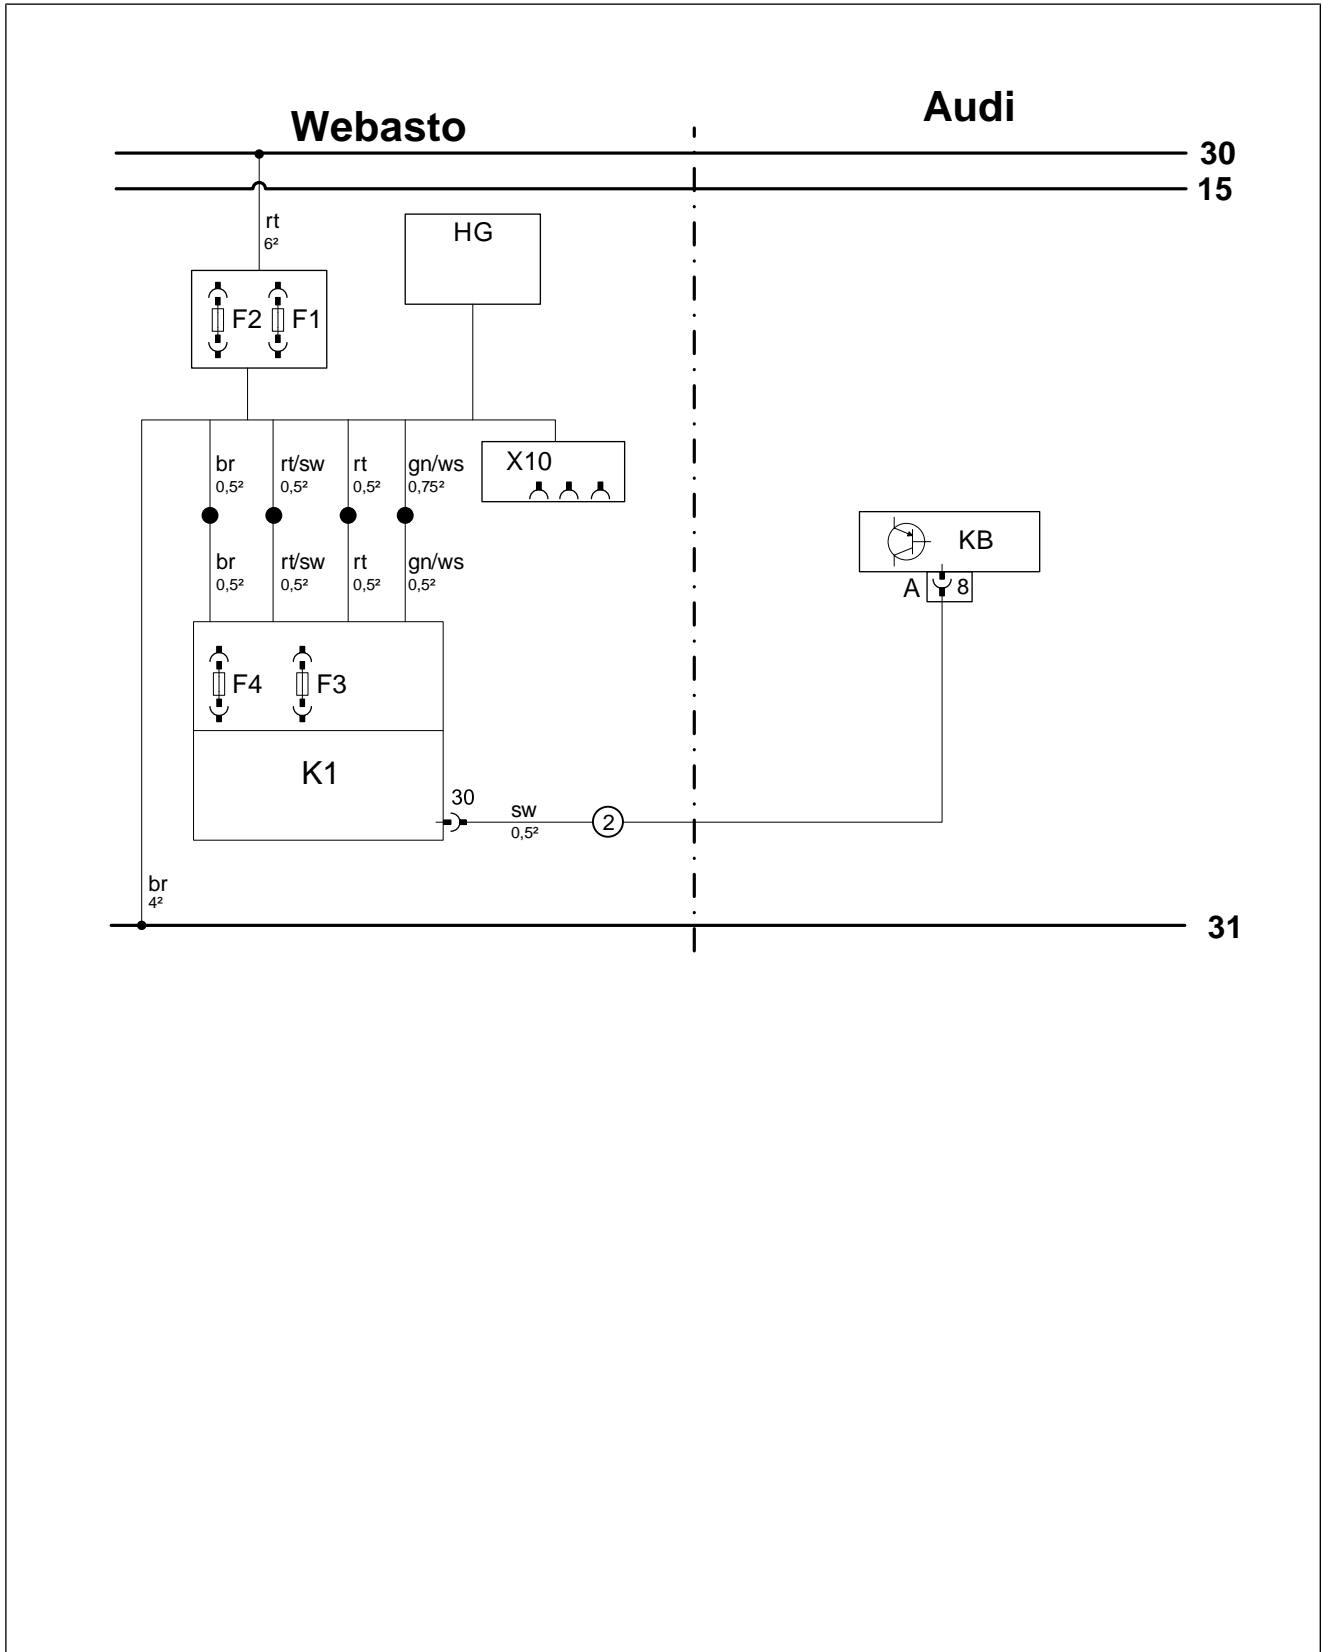 Webasto
Audi
30
15
rt
6²
HG
F2 F1
br rt/sw rt gn/ws
0,5² 0,5² 0,5² 0,75²
X10
KB
A 8
br rt/sw rt gn/ws
0,5² 0,5² 0,5² 0,5²
F4 F3
K1
30
sw
0,5²
2
br
4²
31